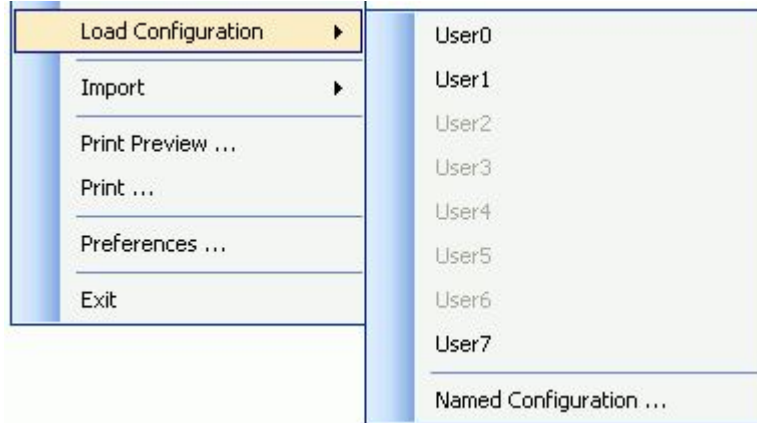 Load Configuration
Import
Print Preview ...
Print ...
Preferences ...
Exit
User0
User1
User2
User3
User4
User5
User6
User7
Named Configuration ...